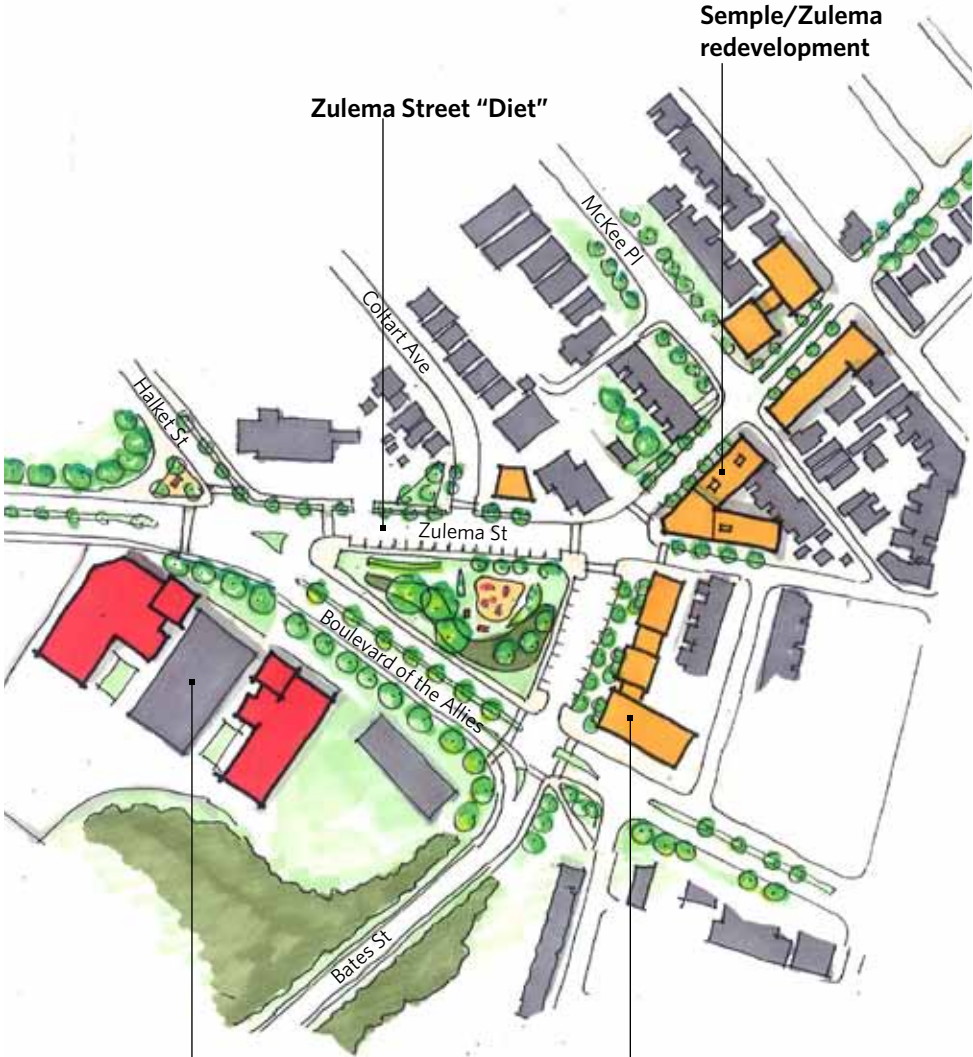 Semple/Zulema
redevelopment
Zulema Street “Diet”
McKee Pl
Coltart Ave
Halket St
Zulema St
Boulevard of the Allies
Bates St